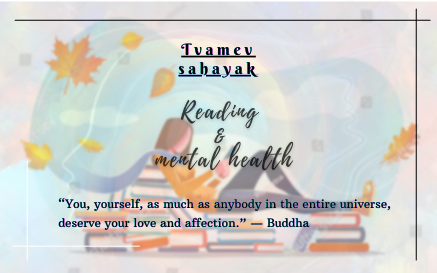 Tvamev
sahayak
Reading
&
mental health
“You, yourself, as much as anybody in the entire universe,
deserve your love and affection.” — Buddha